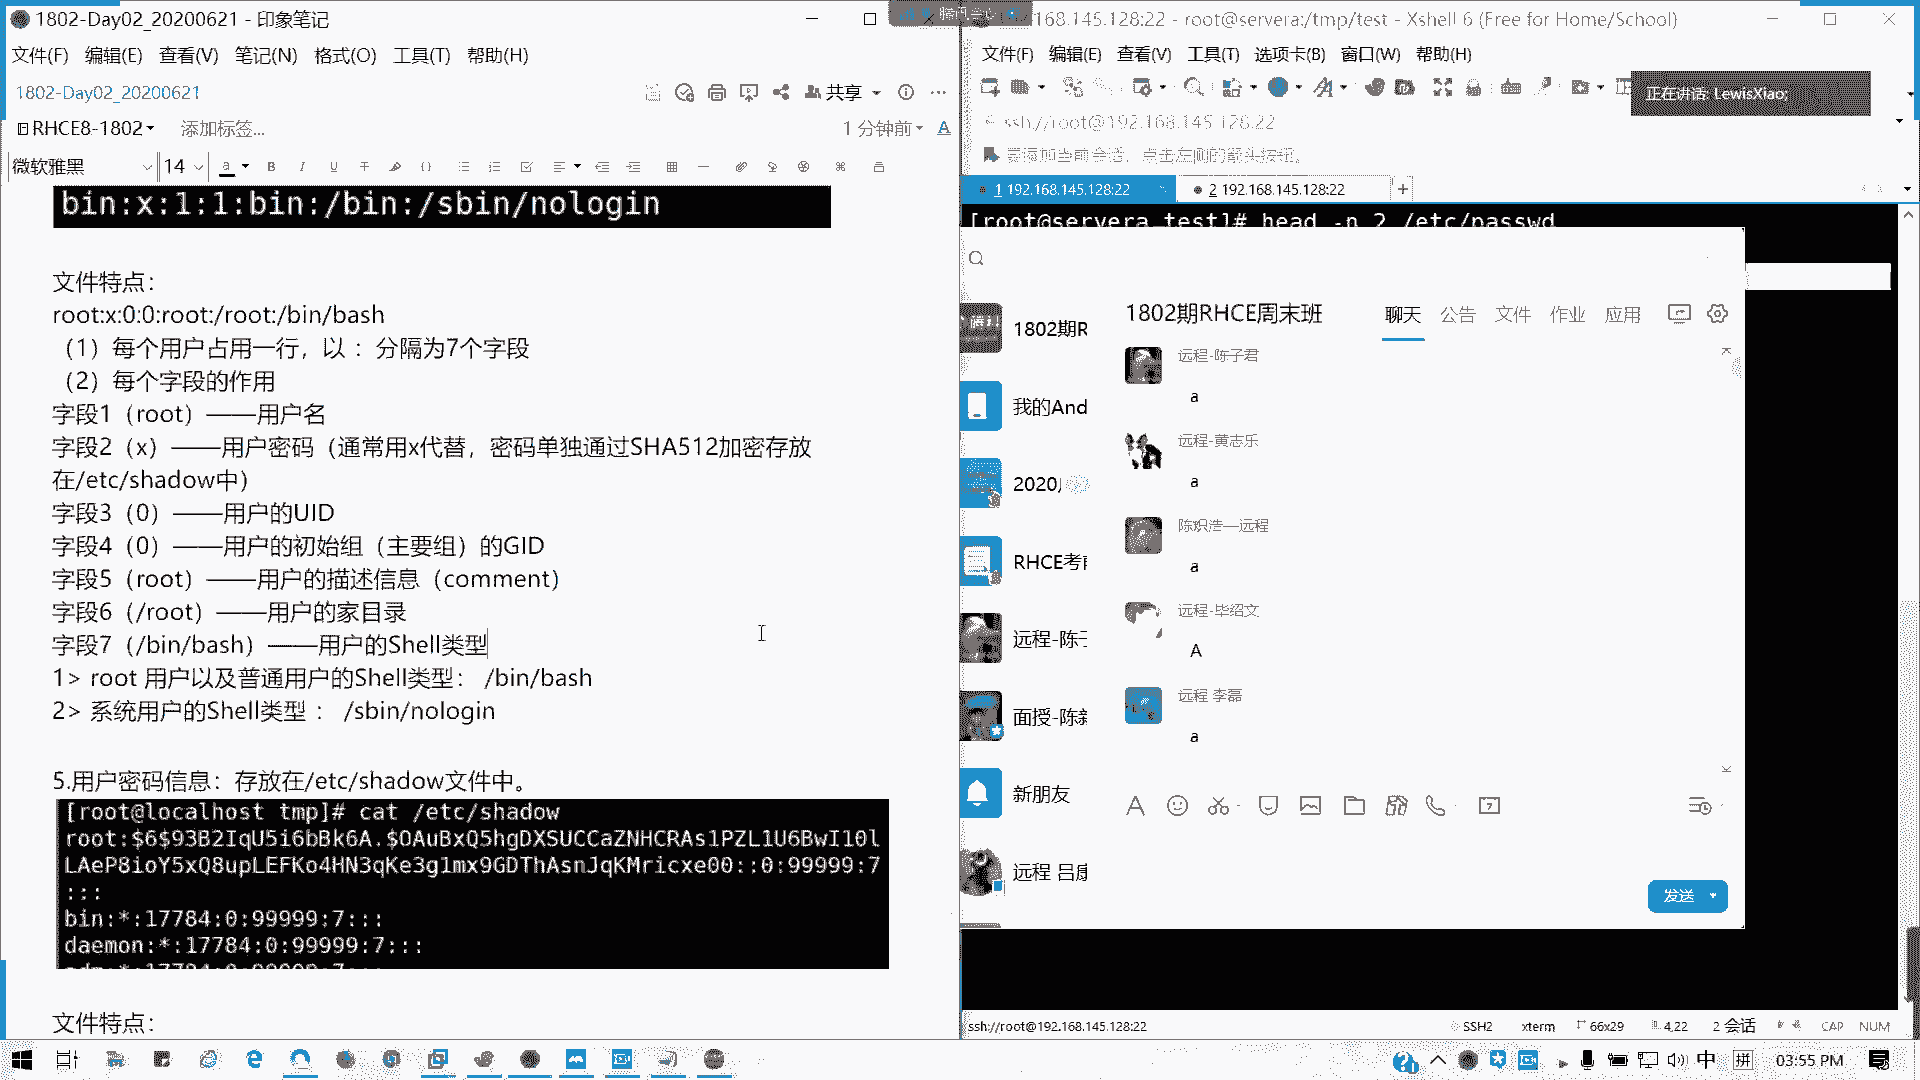 1802-Day02_20200621 - 印象笔记
文件(F) 编辑(E) 查看(V) 笔记(N) 格式(O) 工具(T) 帮助(H)
1802-Day02_20200621
共享
RHCE8-1802 添加标签...
1分钟前
微软雅黑 14
bin:x:1:1:bin:/bin:/sbin/nologin
文件特点：
root:x:0:0:root:/root:/bin/bash
（1）每个用户占用一行，以 ：分隔为7个字段
（2）每个字段的作用
字段1（root）——用户名
字段2（x）——用户密码（通常用x代替，密码单独通过SHA512加密存放
在/etc/shadow中）
字段3（0）——用户的UID
字段4（0）——用户的初始组（主要组）的GID
字段5（root）——用户的描述信息（comment）
字段6（/root）——用户的家目录
字段7（/bin/bash）——用户的Shell类型
1> root 用户以及普通用户的Shell类型： /bin/bash
2> 系统用户的Shell类型 ： /sbin/nologin
5.用户密码信息：存放在/etc/shadow文件中。
[root@localhost tmp]# cat /etc/shadow
root:$6$93B2IqU5i6bBk6A.$OAuBxQ5hgDXSUCCaZNHCRAs1PZL1U6BwI10l
LAeP8ioY5xQ8upLEFKo4HN3qKe3g1mx9GDThAsnJqKMricxe00::0:99999:7
:::
bin:*:17784:0:99999:7:::
daemon:*:17784:0:99999:7:::
adm:*:17784:0:99999:7:::
文件特点：
腾讯会议
168.145.128:22 - root@servera:/tmp/test - Xshell 6 (Free for Home/School)
文件(F) 编辑(E) 查看(V) 工具(T) 选项卡(B) 窗口(W) 帮助(H)
正在讲话: LewisXiao;
ssh://root@192.168.145.128:22
要添加当前会话，点击左侧的箭头按钮。
1 192.168.145.128:22
2 192.168.145.128:22
[root@servera test]# head -n 2 /etc/passwd
1802期R
我的And
2020
RHCE考前
远程-陈子
面授-陈新
新朋友
远程 吕康
1802期RHCE周末班
聊天 公告 文件 作业 应用
远程-陈子君
a
远程-黄志乐
a
陈炽浩—远程
a
远程-毕绍文
A
远程 李磊
a
发送
ssh://root@192.168.145.128:22
SSH2 xterm 66x29 4,22 2 会话 CAP NUM
中 拼 03:55 PM